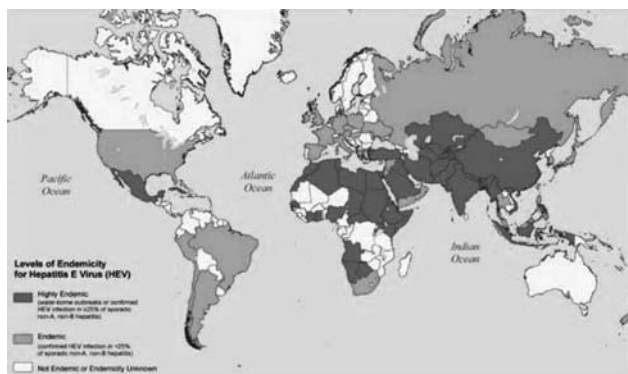 Pacific
Ocean
Atlantic
Ocean
Indian
Ocean
Levels of Endemicity
for Hepatitis E Virus (HEV)
Highly Endemic
(water-borne outbreaks or confirmed
HEV infection in ≥25% of sporadic
non-A, non-B hepatitis)
Endemic
(confirmed HEV infection in <25%
of sporadic non-A, non-B hepatitis)
Not Endemic or Endemicity Unknown